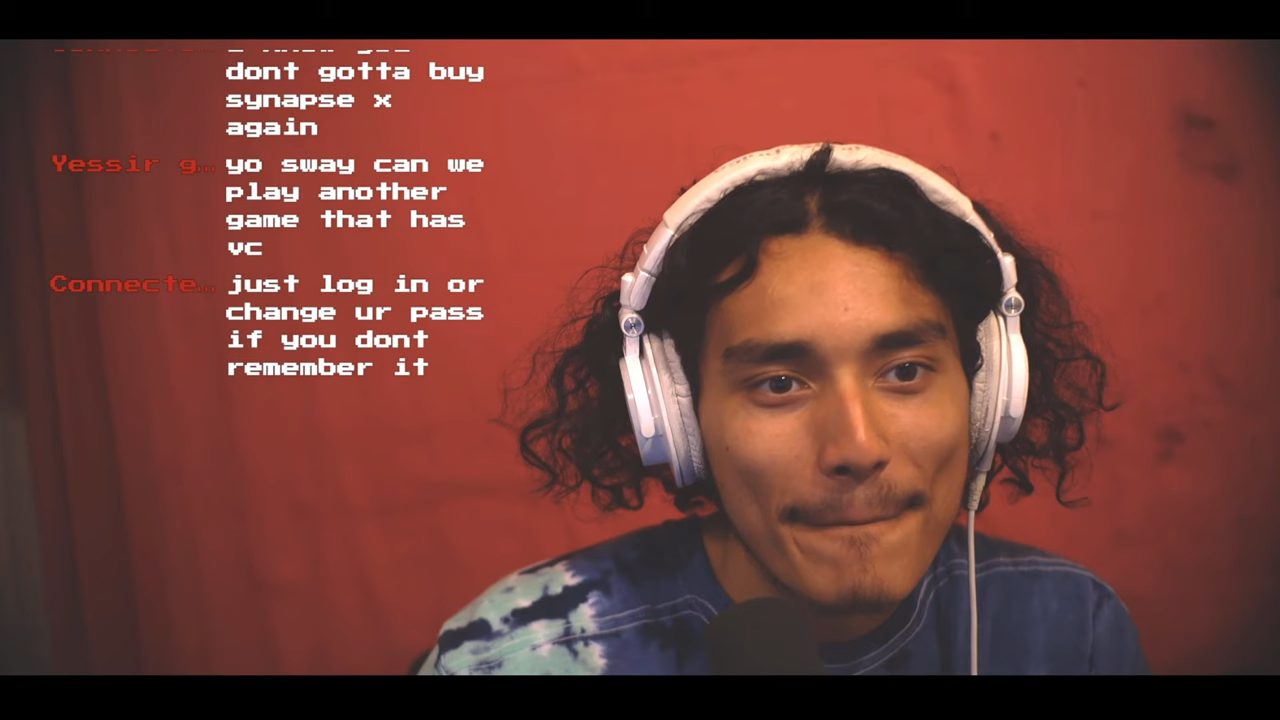 dont gotta buy
synapse x
again
Yessir g... yo sway can we
play another
game that has
vc
Connecte... just log in or
change ur pass
if you dont
remember it